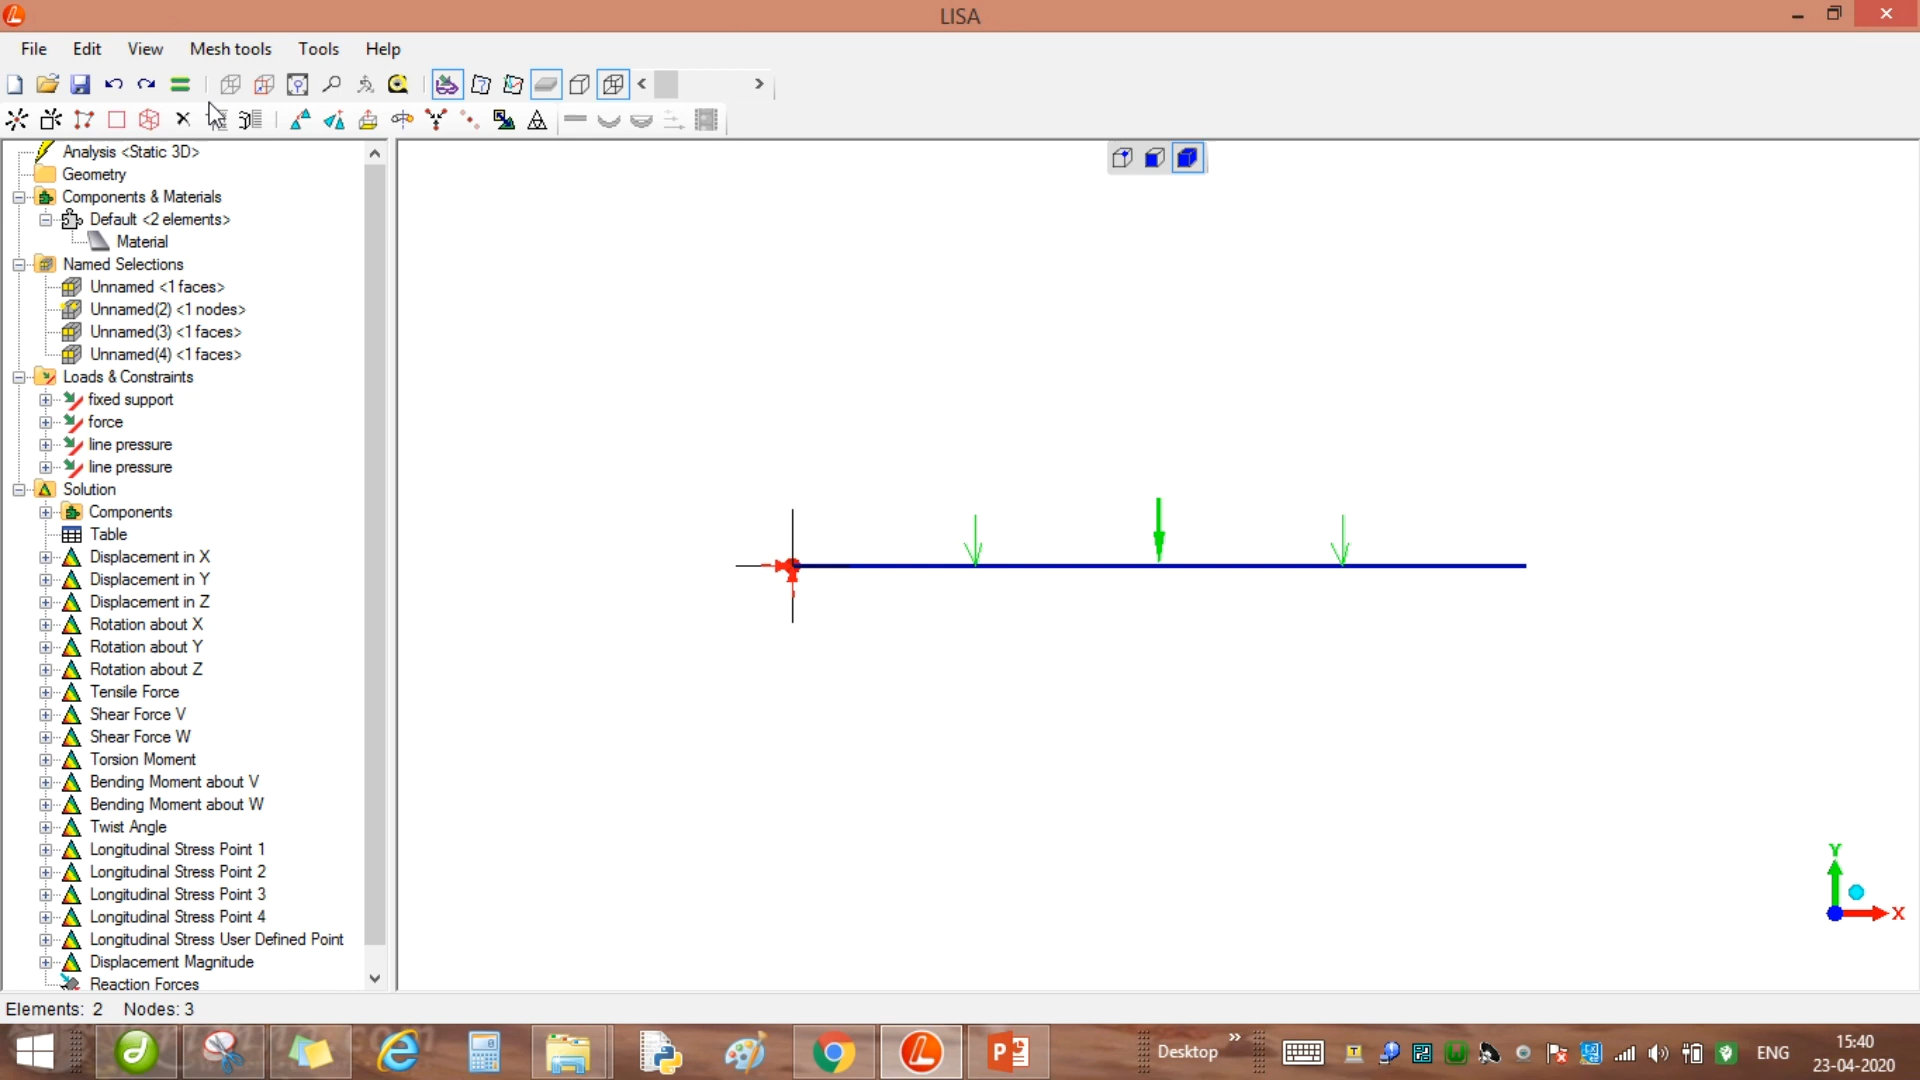 LISA
File Edit View Mesh tools Tools Help
Analysis <Static 3D>
Geometry
Components & Materials
Default <2 elements>
Material
Named Selections
Unnamed <1 faces>
Unnamed(2) <1 nodes>
Unnamed(3) <1 faces>
Unnamed(4) <1 faces>
Loads & Constraints
fixed support
force
line pressure
line pressure
Solution
Components
Table
Displacement in X
Displacement in Y
Displacement in Z
Rotation about X
Rotation about Y
Rotation about Z
Tensile Force
Shear Force V
Shear Force W
Torsion Moment
Bending Moment about V
Bending Moment about W
Twist Angle
Longitudinal Stress Point 1
Longitudinal Stress Point 2
Longitudinal Stress Point 3
Longitudinal Stress Point 4
Longitudinal Stress User Defined Point
Displacement Magnitude
Reaction Forces
Y
X
Elements: 2 Nodes: 3
Desktop
ENG
15:40
23-04-2020